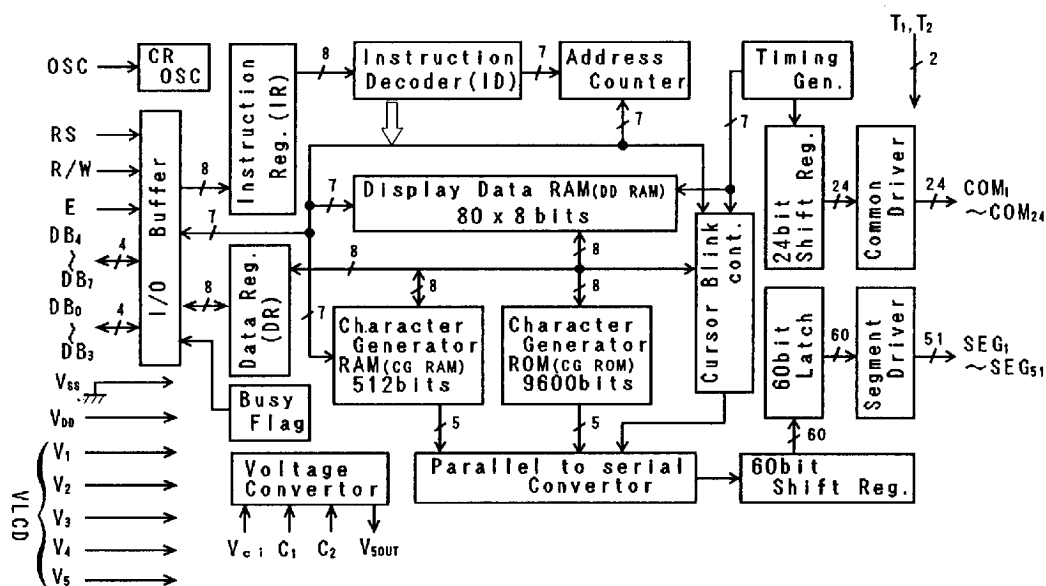 OSC
CR
OSC
Instruction
Reg. (IR)
8
Instruction
Decoder(ID)
7
Address
Counter
Timing
Gen.
T₁, T₂
2
RS
R/W
E
DB₄
~
DB₇
4
DB₀
~
DB₃
4
I/O Buffer
8
7
8
7
7
7
Display Data RAM(DD RAM)
80 x 8 bits
24bit
Shift Reg.
24
Common
Driver
24
COM₁
~COM₂₄
Data Reg.
(DR)
8
8
8
8
7
Cursor Blink
cont.
Character
Generator
RAM(CG RAM)
512bits
Character
Generator
ROM(CG ROM)
9600bits
60bit
Latch
60
Segment
Driver
51
SEG₁
~SEG₅₁
Busy
Flag
5
5
60
Vss
VDD
VLCD
V₁
V₂
V₃
V₄
V₅
Voltage
Convertor
Vci
C₁
C₂
V5OUT
Parallel to serial
Convertor
60bit
Shift Reg.